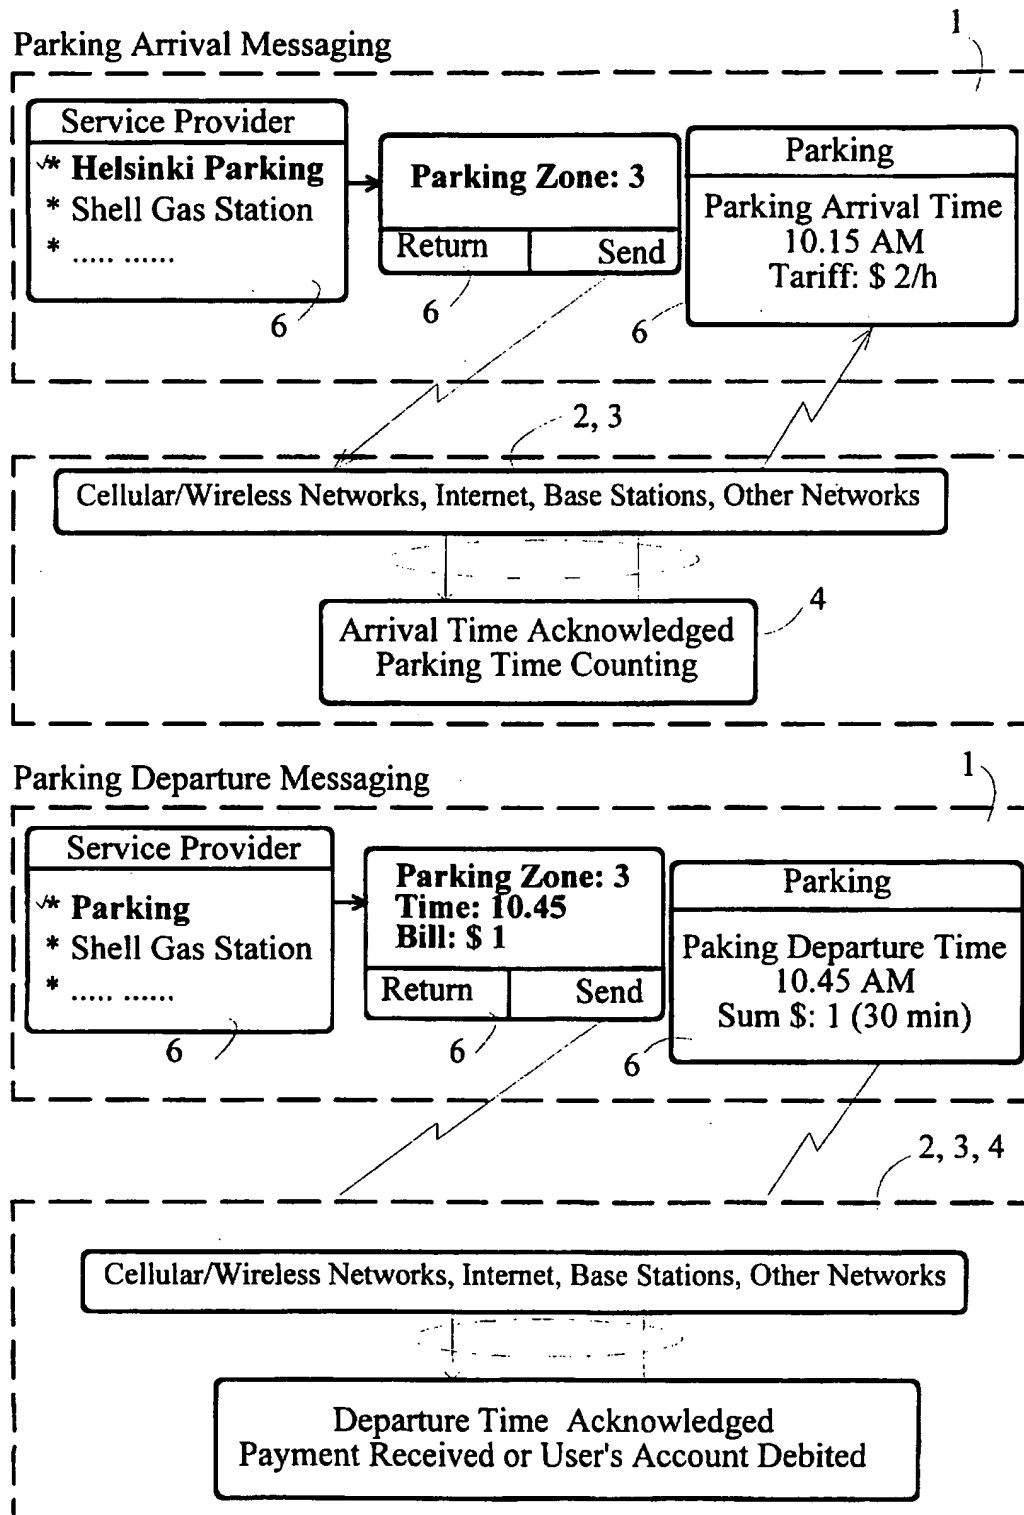 Parking Arrival Messaging
1
Service Provider
* Helsinki Parking
* Shell Gas Station
* ..... ......
6
Parking Zone: 3
Return
Send
6
Parking
Parking Arrival Time
10.15 AM
Tariff: $ 2/h
6
2, 3
Cellular/Wireless Networks, Internet, Base Stations, Other Networks
4
Arrival Time Acknowledged
Parking Time Counting
Parking Departure Messaging
1
Service Provider
* Parking
* Shell Gas Station
* ..... ......
6
Parking Zone: 3
Time: 10.45
Bill: $ 1
Return
Send
6
Parking
Paking Departure Time
10.45 AM
Sum $: 1 (30 min)
6
2, 3, 4
Cellular/Wireless Networks, Internet, Base Stations, Other Networks
Departure Time Acknowledged
Payment Received or User's Account Debited